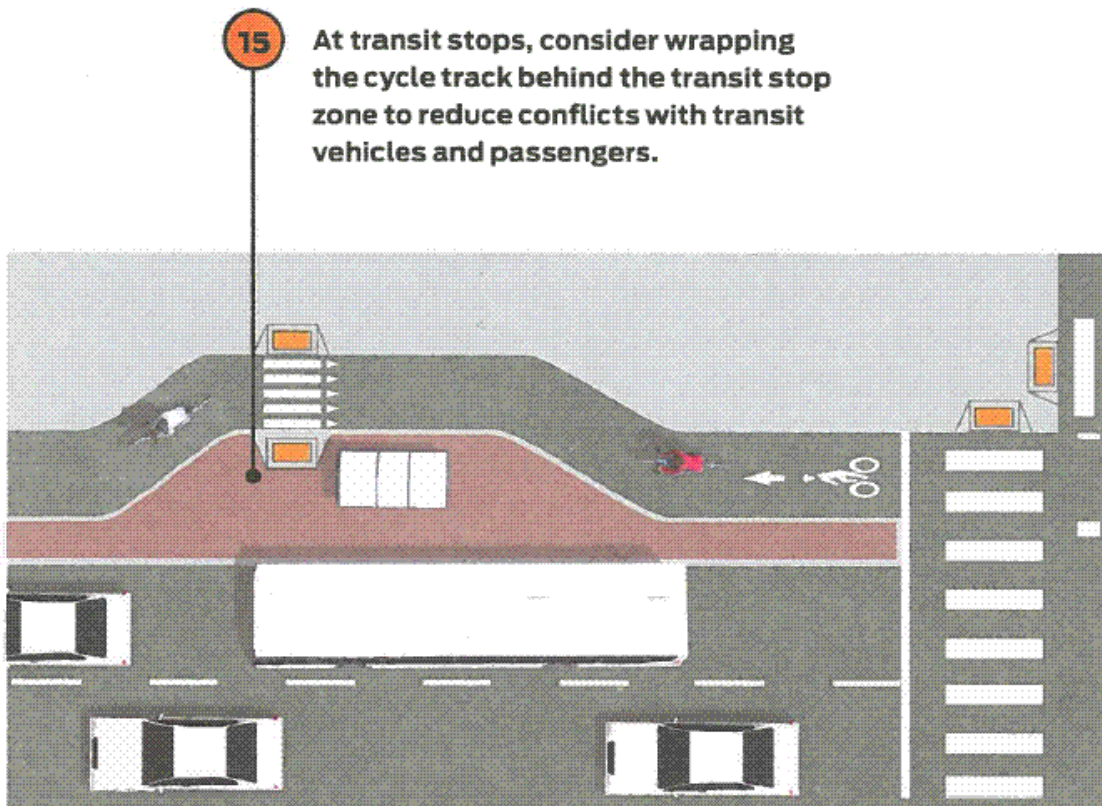 15
At transit stops, consider wrapping
the cycle track behind the transit stop
zone to reduce conflicts with transit
vehicles and passengers.